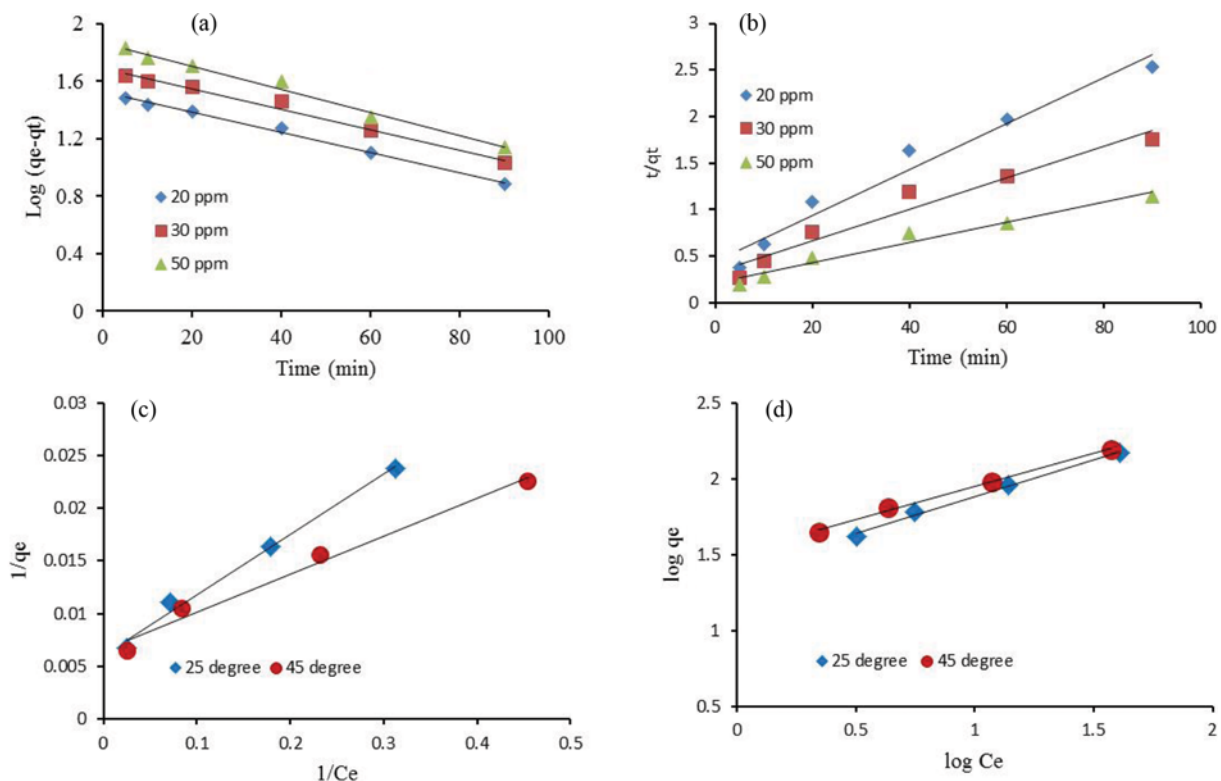 (a)
Log (qe-qt)
2
1.6
1.2
0.8
0.4
0
20 ppm
30 ppm
50 ppm
0
20
40
60
80
100
Time (min)
(b)
t/qt
3
2.5
2
1.5
1
0.5
0
20 ppm
30 ppm
50 ppm
0
20
40
60
80
100
Time (min)
(c)
1/qe
0.03
0.025
0.02
0.015
0.01
0.005
0
25 degree
45 degree
0
0.1
0.2
0.3
0.4
0.5
1/Ce
(d)
log qe
2.5
2
1.5
1
0.5
25 degree
45 degree
0
0.5
1
1.5
2
log Ce